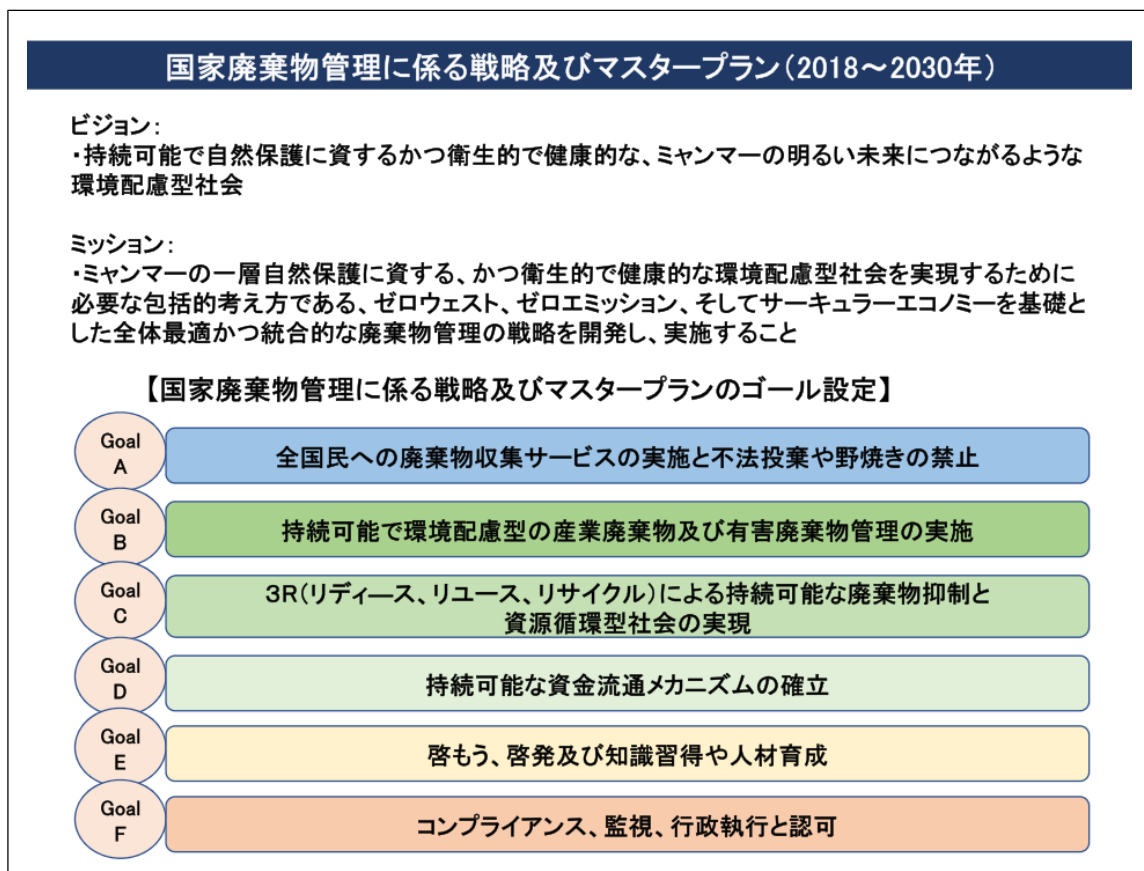 国家廃棄物管理に係る戦略及びマスタープラン(2018～2030年)
ビジョン:
・持続可能で自然保護に資するかつ衛生的で健康的な、ミャンマーの明るい未来につながるような
環境配慮型社会
ミッション:
・ミャンマーの一層自然保護に資する、かつ衛生的で健康的な環境配慮型社会を実現するために
必要な包括的考え方である、ゼロウェスト、ゼロエミッション、そしてサーキュラーエコノミーを基礎と
した全体最適かつ統合的な廃棄物管理の戦略を開発し、実施すること
【国家廃棄物管理に係る戦略及びマスタープランのゴール設定】
Goal
A
全国民への廃棄物収集サービスの実施と不法投棄や野焼きの禁止
Goal
B
持続可能で環境配慮型の産業廃棄物及び有害廃棄物管理の実施
Goal
C
3R(リディ―ス、リユース、リサイクル)による持続可能な廃棄物抑制と
資源循環型社会の実現
Goal
D
持続可能な資金流通メカニズムの確立
Goal
E
啓もう、啓発及び知識習得や人材育成
Goal
F
コンプライアンス、監視、行政執行と認可